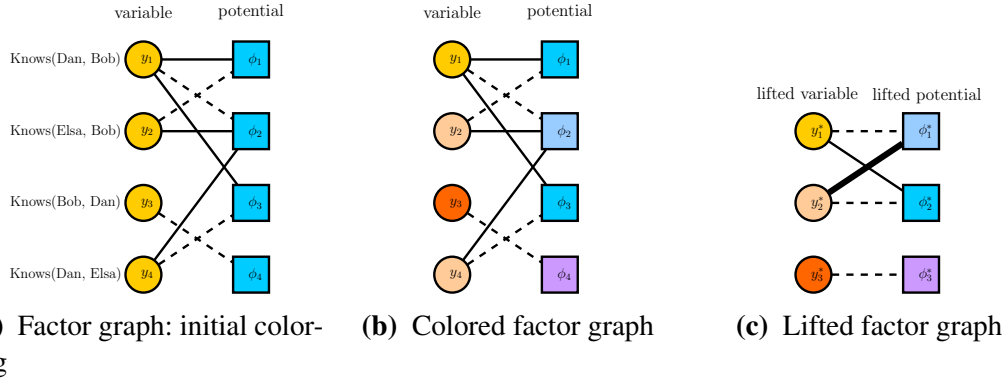 variable potential
Knows(Dan, Bob) y₁ ϕ₁
Knows(Elsa, Bob) y₂ ϕ₂
Knows(Bob, Dan) y₃ ϕ₃
Knows(Dan, Elsa) y₄ ϕ₄
) Factor graph: initial color-
g
variable potential
y₁ ϕ₁
y₂ ϕ₂
y₃ ϕ₃
y₄ ϕ₄
(b) Colored factor graph
lifted variable lifted potential
y₁* ϕ₁*
y₂* ϕ₂*
y₃* ϕ₃*
(c) Lifted factor graph